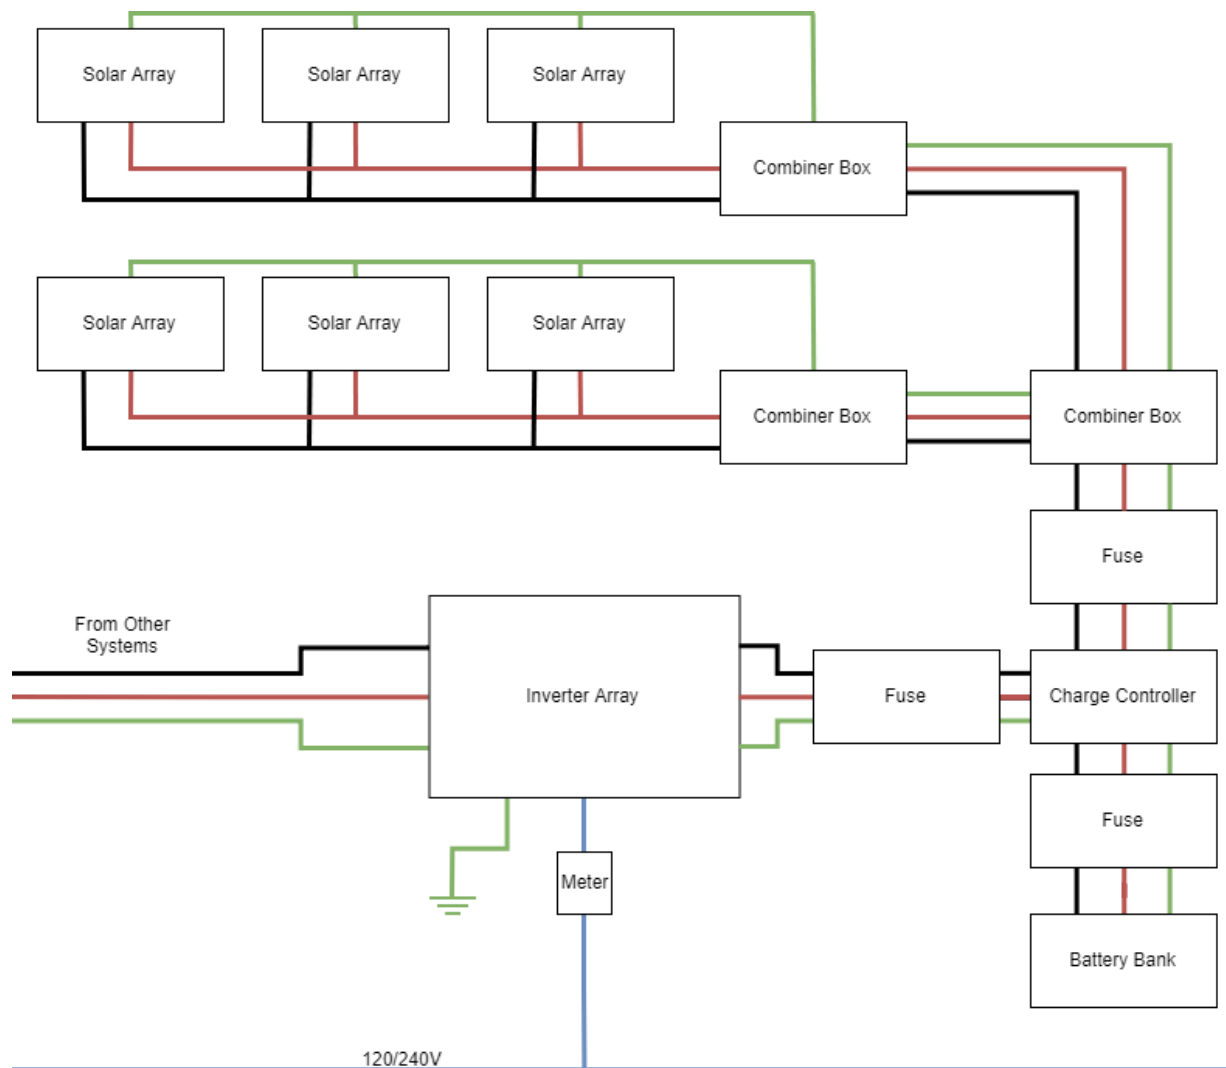 Solar Array
Solar Array
Solar Array
Combiner Box
Solar Array
Solar Array
Solar Array
Combiner Box
Combiner Box
Fuse
From Other
Systems
Inverter Array
Fuse
Charge Controller
Fuse
Meter
Battery Bank
120/240V